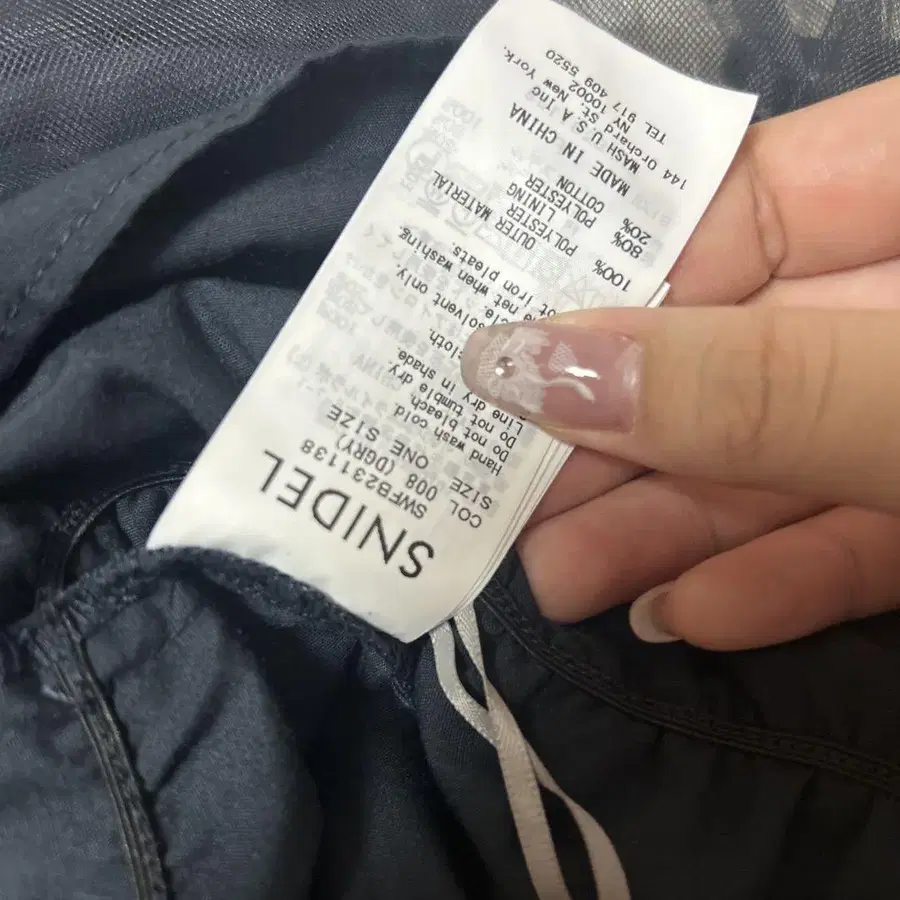 SNIDEL
SWFB231138
COL 008 (DGRY)
SIZE ONE SIZE
Hand wash cold
Do not bleach.
Do not tumble dry.
Line dry in shade.
cloth.
solvent only.
net when washing.
iron pleats.
OUTER MATERIAL
100% POLYESTER
LINING
80% POLYESTER
20% COTTON
MADE IN CHINA
MASH U.S.A Inc
144 Orchard St. New York.
NY 10002
TEL 917 409 5520